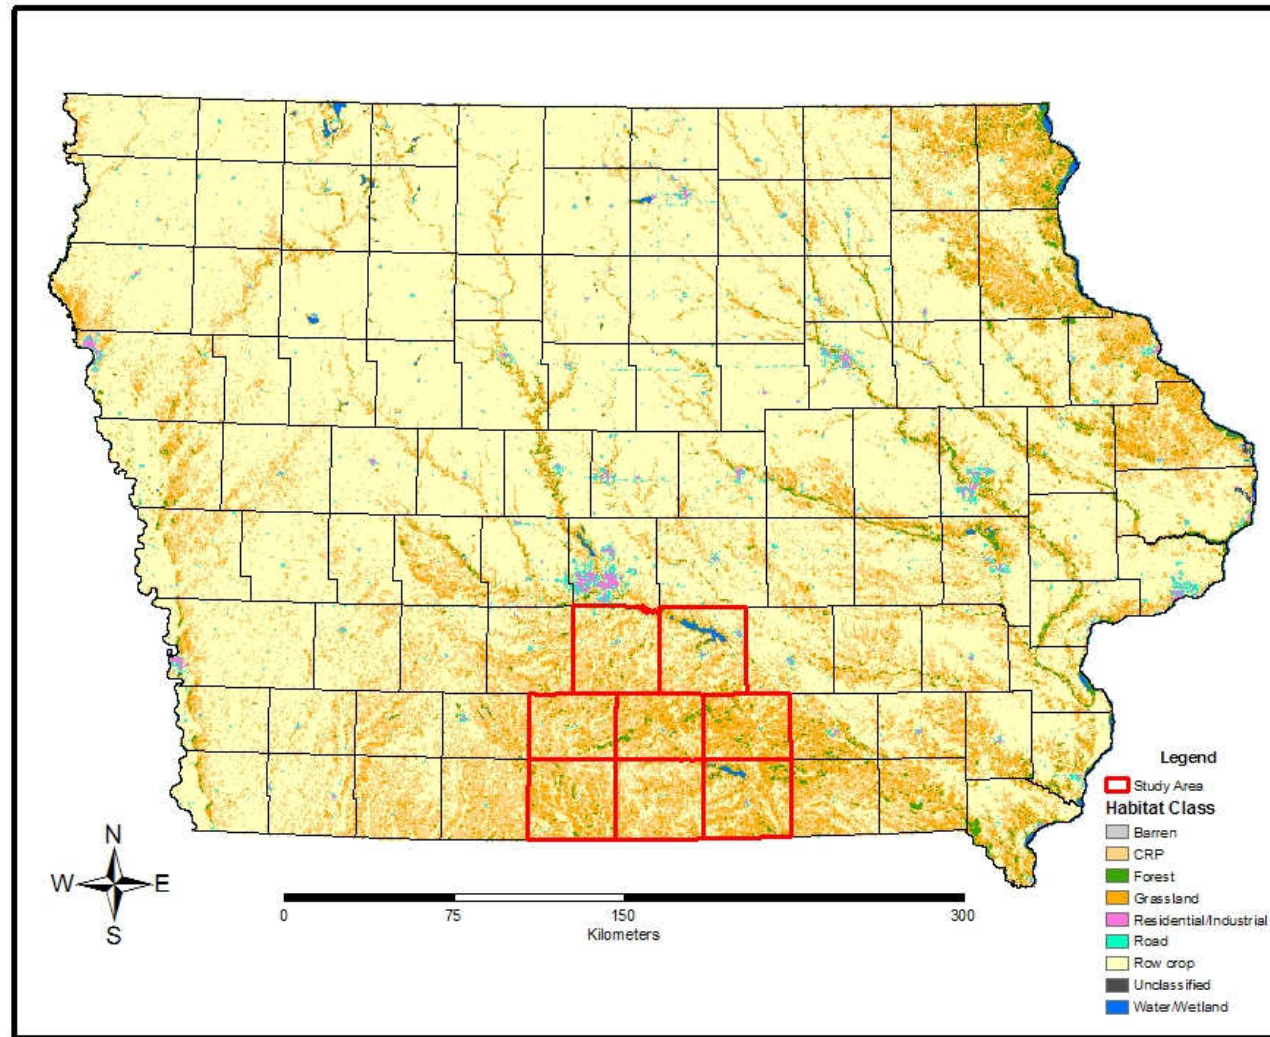 Legend
Study Area
Habitat Class
Barren
CRP
Forest
Grassland
Residential/Industrial
Road
Row crop
Unclassified
Water/Wetland
N
W E
S
0 75 150 300
Kilometers